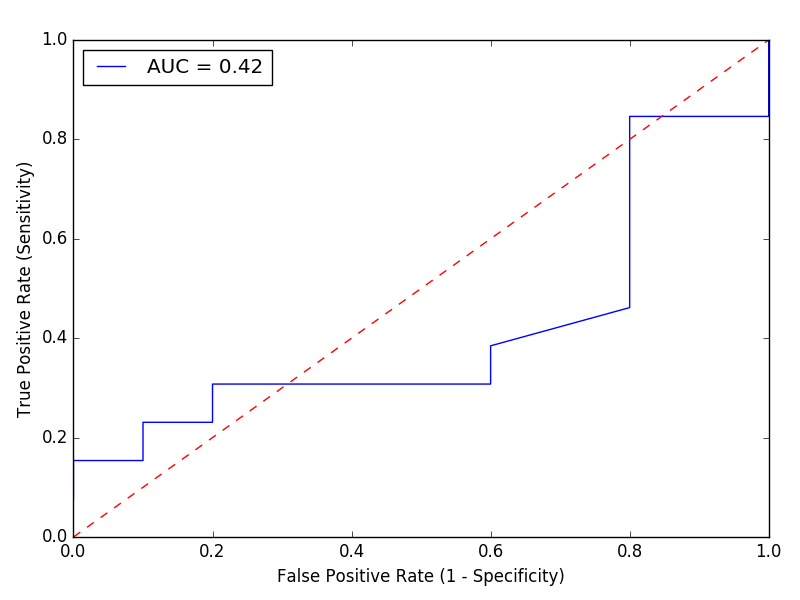 AUC = 0.42
1.0
0.8
0.6
0.4
0.2
0.0
True Positive Rate (Sensitivity)
0.0 0.2 0.4 0.6 0.8 1.0
False Positive Rate (1 - Specificity)